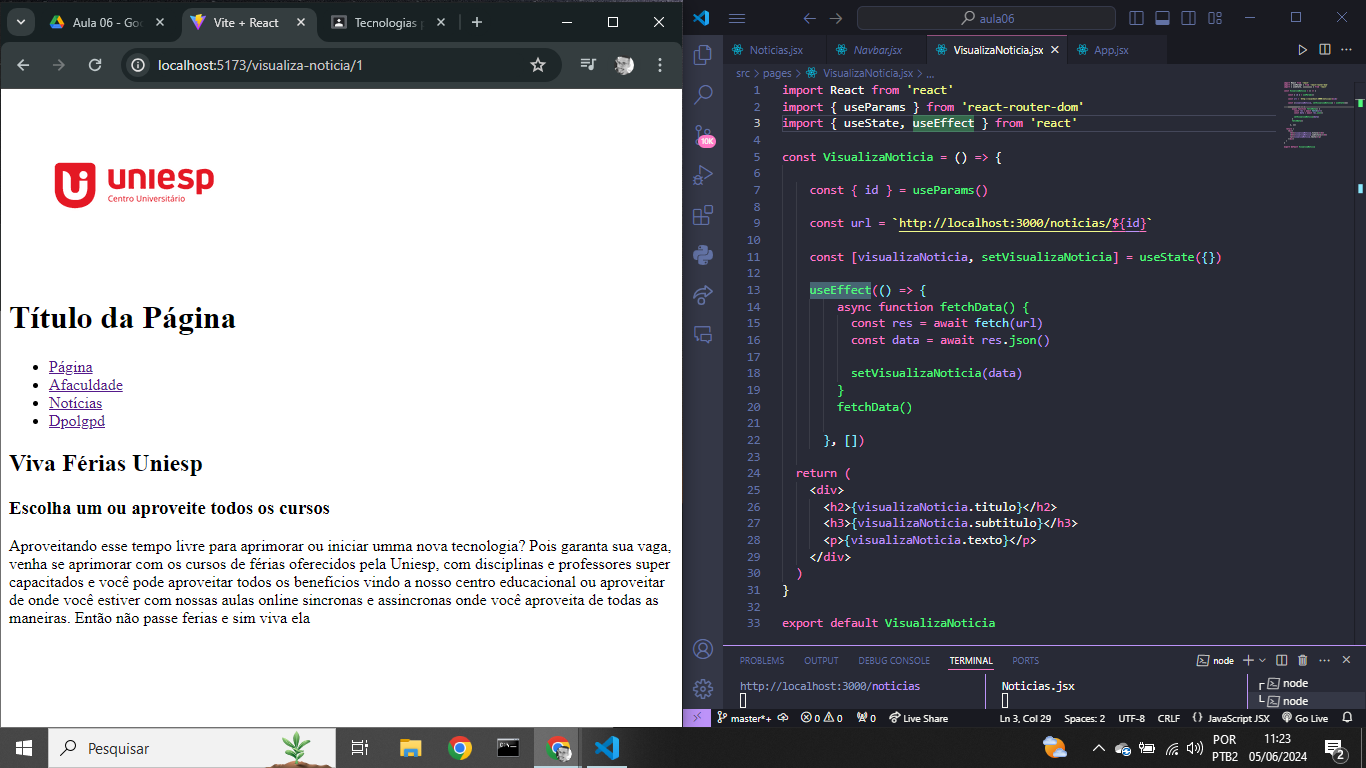 Aula 06 - Goo
Vite + React
Tecnologias p
localhost:5173/visualiza-noticia/1
uniesp
Centro Universitário
Título da Página
Página
Afaculdade
Notícias
Dpolgpd
Viva Férias Uniesp
Escolha um ou aproveite todos os cursos
Aproveitando esse tempo livre para aprimorar ou iniciar umma nova tecnologia? Pois garanta sua vaga,
venha se aprimorar com os cursos de férias oferecidos pela Uniesp, com disciplinas e professores super
capacitados e você pode aproveitar todos os benefícios vindo a nosso centro educacional ou aproveitar
de onde você estiver com nossas aulas online sincronas e assincronas onde você aproveita de todas as
maneiras. Então não passe ferias e sim viva ela
aula06
Noticias.jsx
Navbar.jsx
VisualizaNoticia.jsx
App.jsx
src > pages > VisualizaNoticia.jsx > ...
10K
1 import React from 'react'
2 import { useParams } from 'react-router-dom'
3 import { useState, useEffect } from 'react'
4
5 const VisualizaNoticia = () => {
6
7 const { id } = useParams()
8
9 const url = `http://localhost:3000/noticias/${id}`
10
11 const [visualizaNoticia, setVisualizaNoticia] = useState({})
12
13 useEffect(() => {
14 async function fetchData() {
15 const res = await fetch(url)
16 const data = await res.json()
17
18 setVisualizaNoticia(data)
19 }
20 fetchData()
21
22 }, [])
23
24 return (
25 <div>
26 <h2>{visualizaNoticia.titulo}</h2>
27 <h3>{visualizaNoticia.subtitulo}</h3>
28 <p>{visualizaNoticia.texto}</p>
29 </div>
30 )
31 }
32
33 export default VisualizaNoticia
PROBLEMS OUTPUT DEBUG CONSOLE TERMINAL PORTS
node
http://localhost:3000/noticias
Noticias.jsx
node
node
master*+ 0 0 0 Live Share
Ln 3, Col 29 Spaces: 2 UTF-8 CRLF JavaScript JSX Go Live
Pesquisar
POR
PTB2
11:23
05/06/2024
2